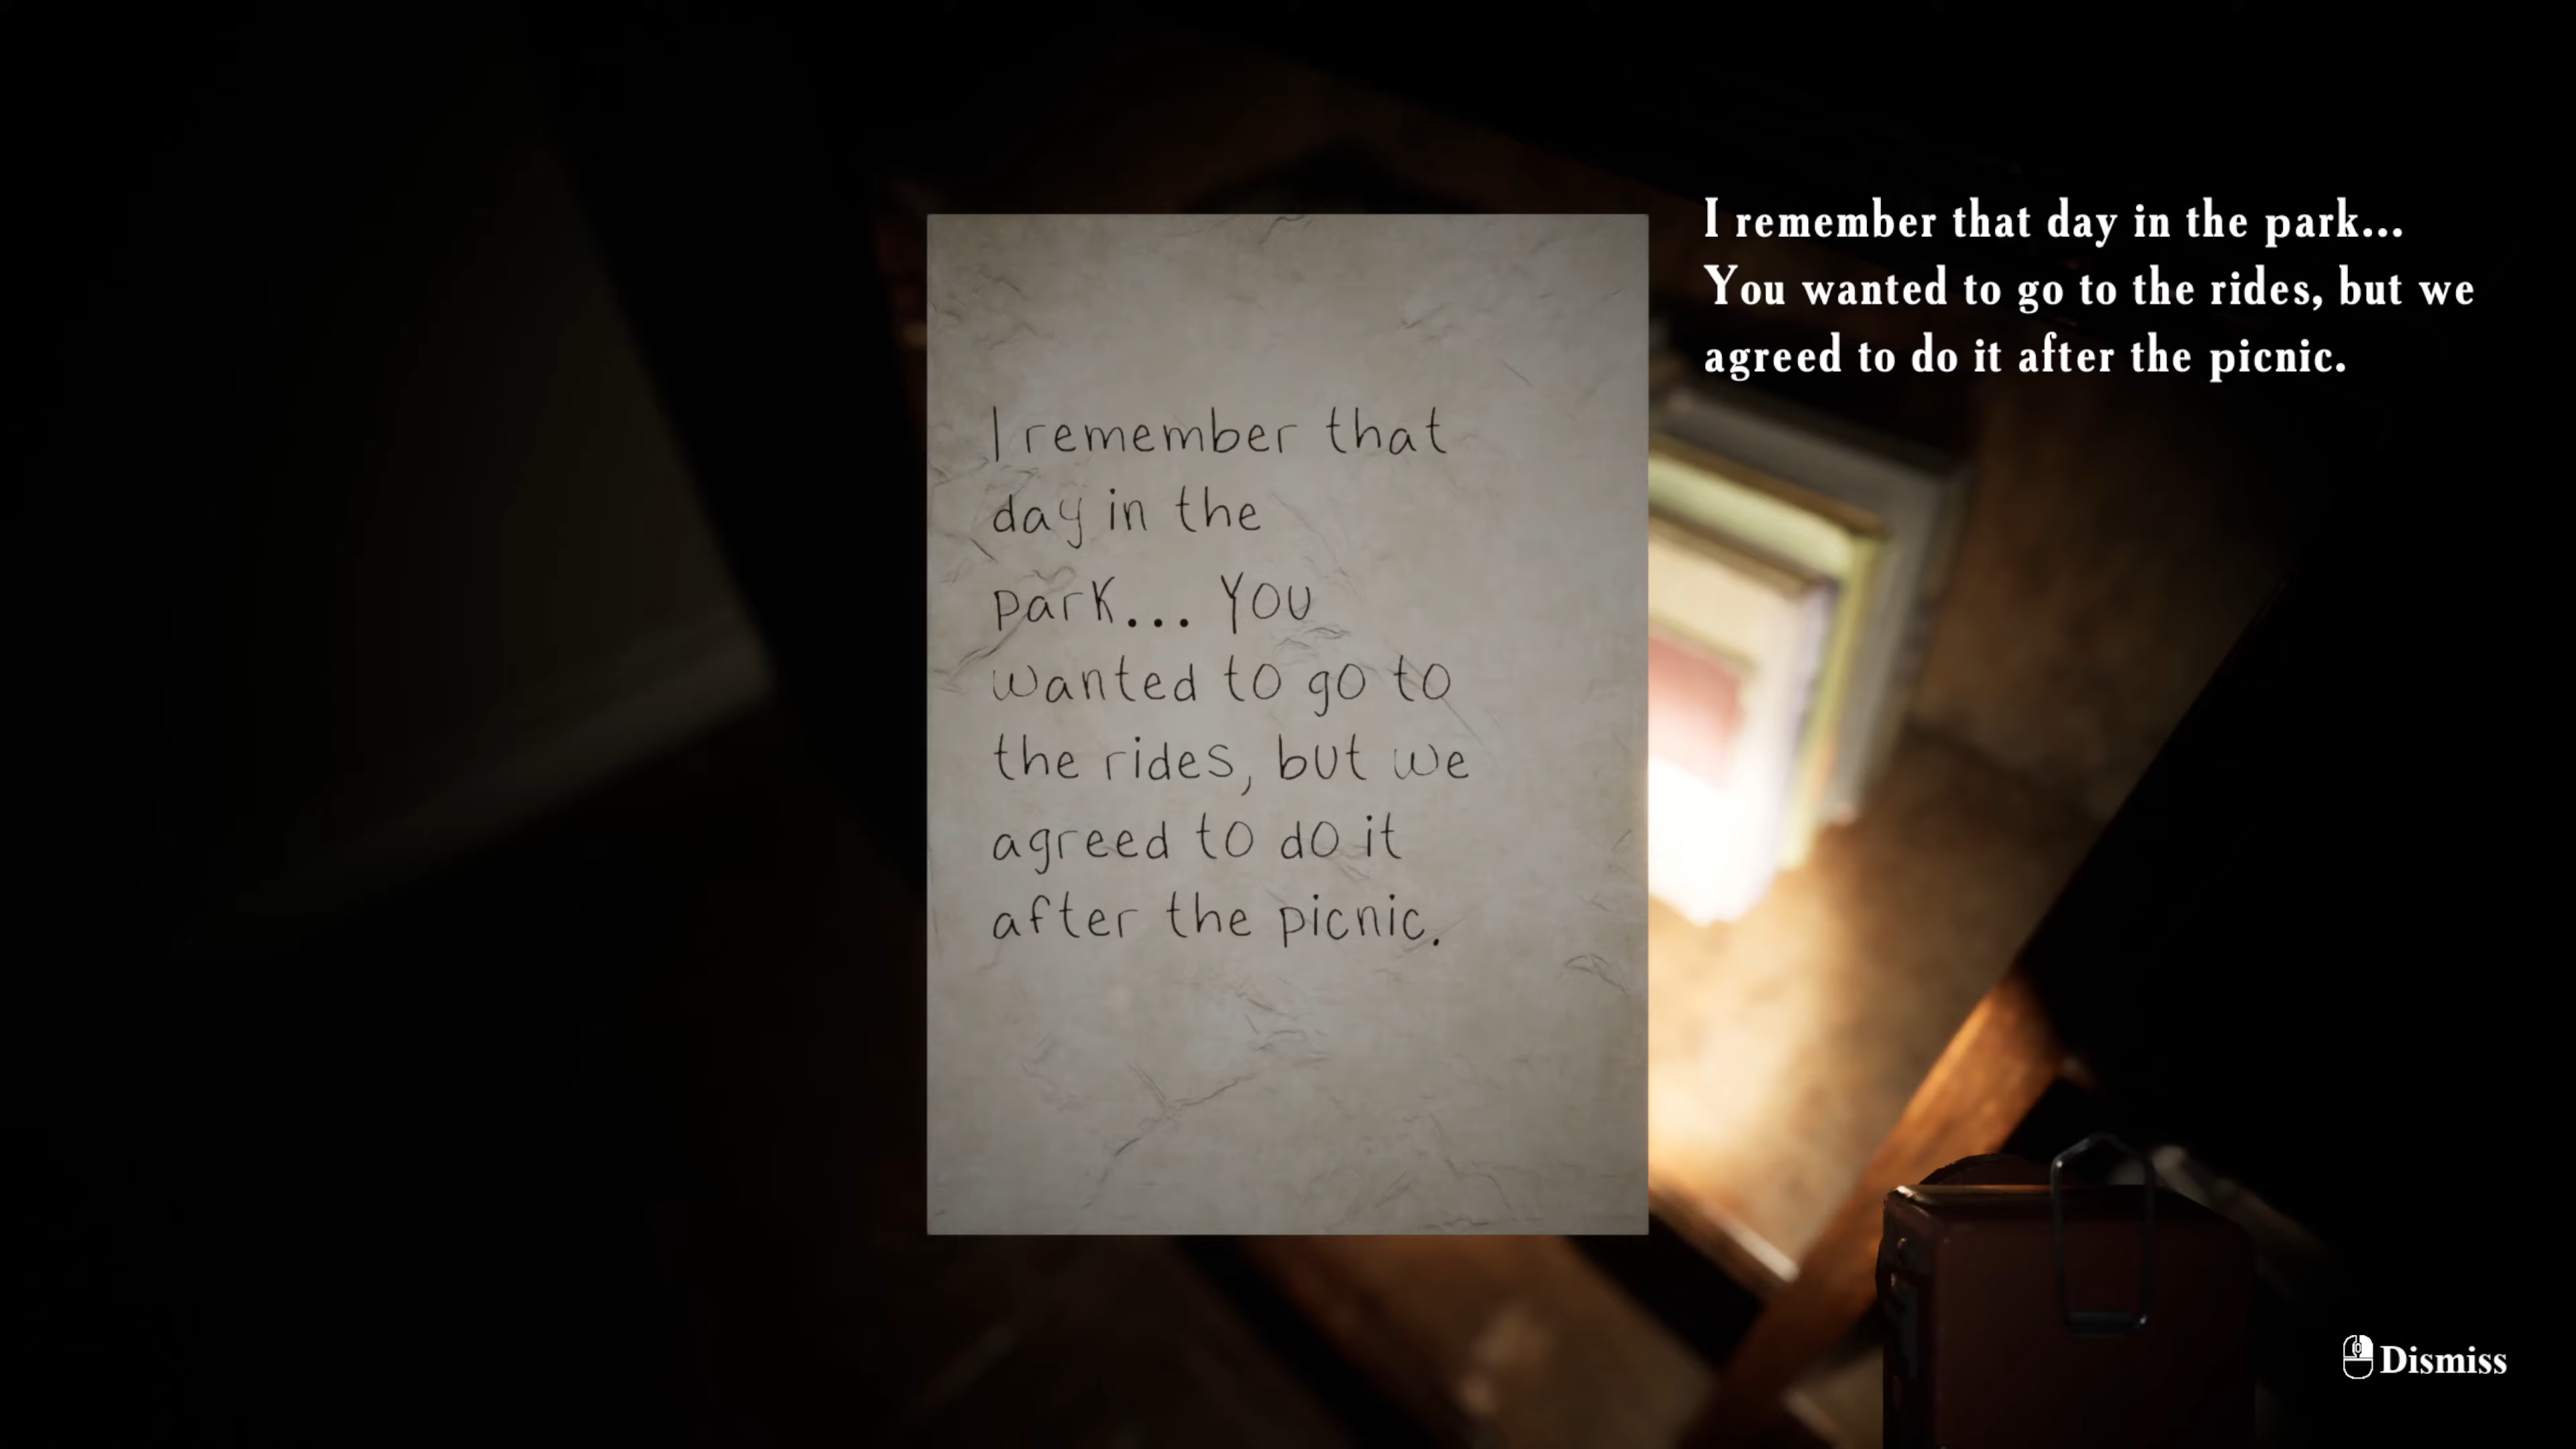 I remember that
day in the
park... You
wanted to go to
the rides, but we
agreed to do it
after the picnic.
I remember that day in the park...
You wanted to go to the rides, but we
agreed to do it after the picnic.
Dismiss